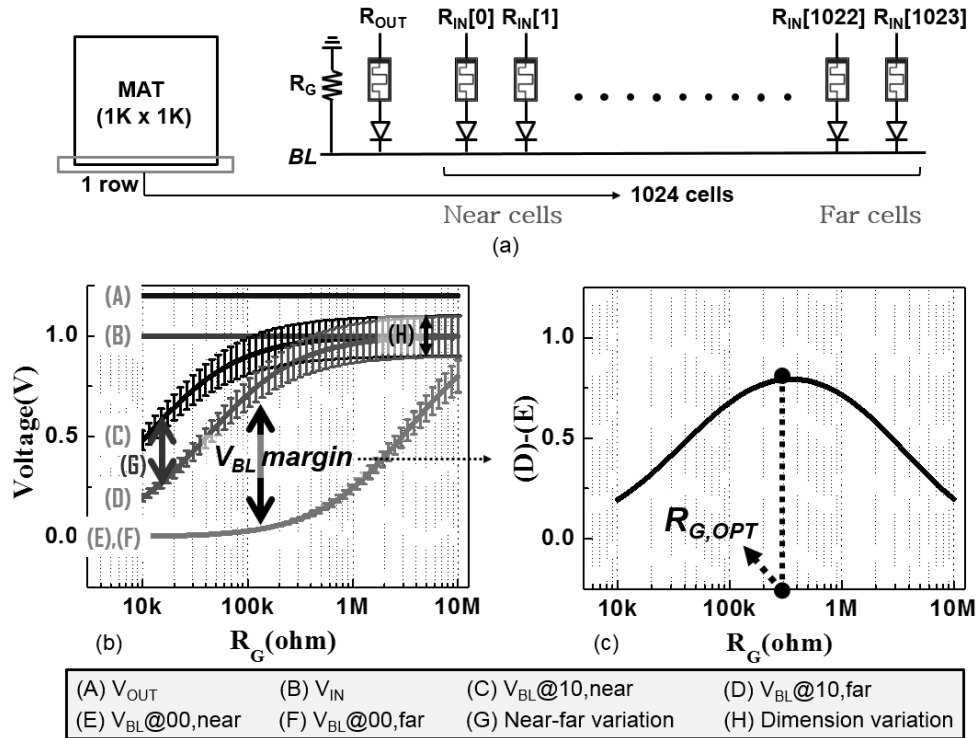 R_OUT R_IN[0] R_IN[1] R_IN[1022] R_IN[1023]
MAT
(1K x 1K)
R_G
BL
1 row
1024 cells
Near cells Far cells
(a)
(A)
(B)
(C)
(D)
(E),(F)
(G)
(H)
V_BL margin
Voltage(V)
1.0
0.5
0.0
10k 100k 1M 10M
(b) R_G(ohm)
(D)-(E)
1.0
0.5
0.0
R_G,OPT
10k 100k 1M 10M
(c) R_G(ohm)
(A) V_OUT (B) V_IN (C) V_BL@10,near (D) V_BL@10,far
(E) V_BL@00,near (F) V_BL@00,far (G) Near-far variation (H) Dimension variation